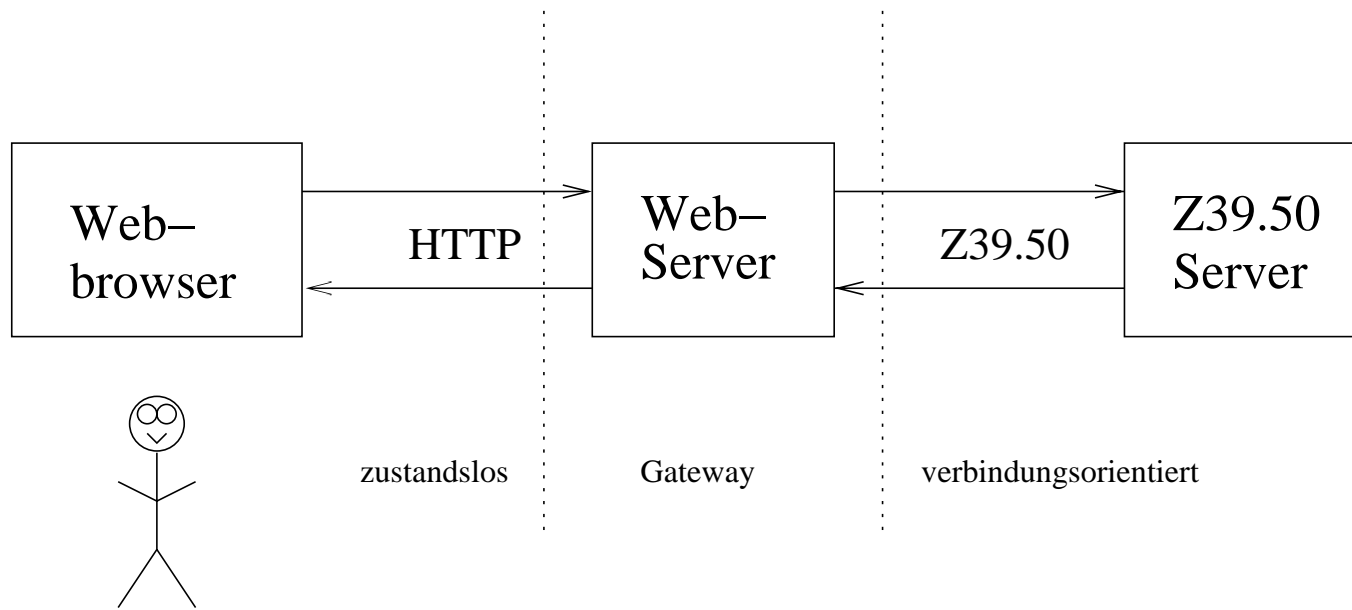 Web–
browser
HTTP
Web–
Server
Z39.50
Z39.50
Server
zustandslos
Gateway
verbindungsorientiert